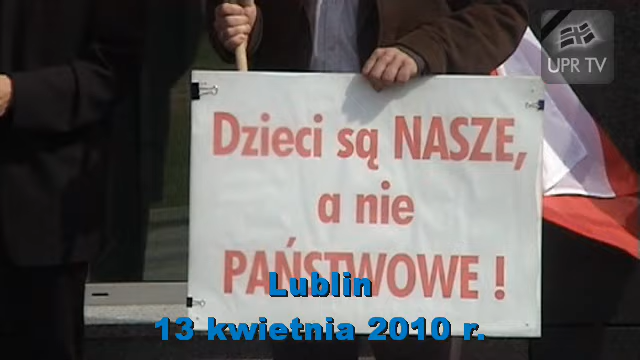 UPR TV
Dzieci są NASZE,
a nie
PAŃSTWOWE !
Lublin
13 kwietnia 2010 r.